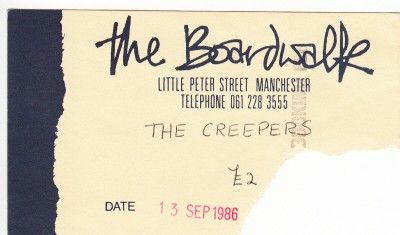 the Boardwalk
LITTLE PETER STREET MANCHESTER
TELEPHONE 061 228 3555
THE CREEPERS
£2
DATE 13 SEP 1986